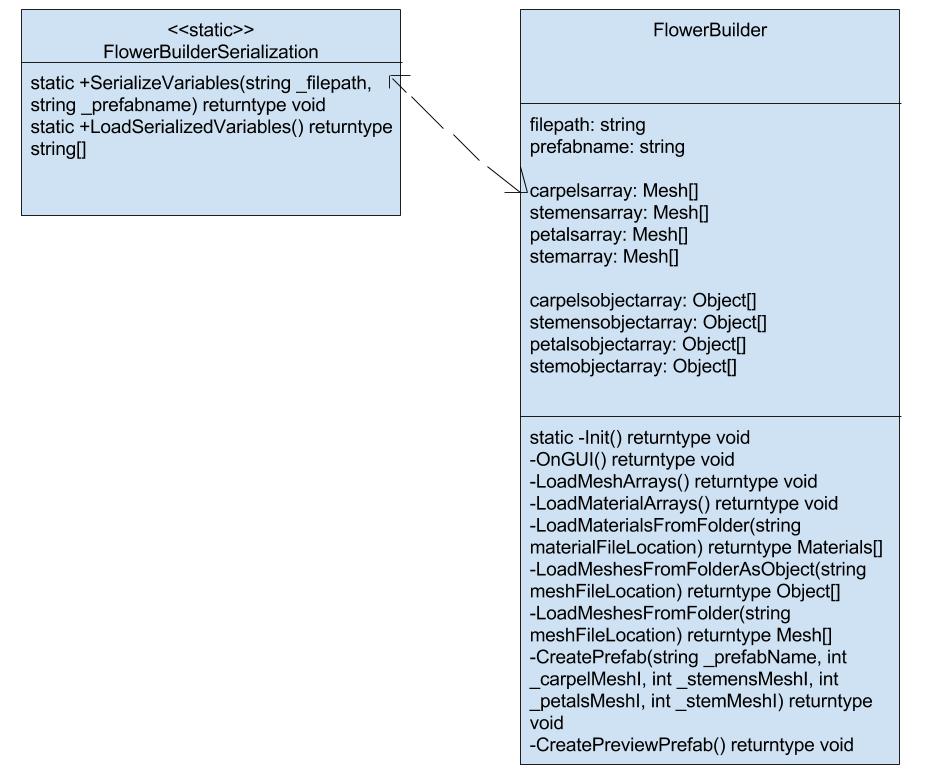 <<static>>
FlowerBuilderSerialization
static +SerializeVariables(string _filepath,
string _prefabname) returntype void
static +LoadSerializedVariables() returntype
string[]
FlowerBuilder
filepath: string
prefabname: string
carpelsarray: Mesh[]
stemensarray: Mesh[]
petalsarray: Mesh[]
stemarray: Mesh[]
carpelsobjectarray: Object[]
stemensobjectarray: Object[]
petalsobjectarray: Object[]
stemobjectarray: Object[]
static -Init() returntype void
-OnGUI() returntype void
-LoadMeshArrays() returntype void
-LoadMaterialArrays() returntype void
-LoadMaterialsFromFolder(string
materialFileLocation) returntype Materials[]
-LoadMeshesFromFolderAsObject(string
meshFileLocation) returntype Object[]
-LoadMeshesFromFolder(string
meshFileLocation) returntype Mesh[]
-CreatePrefab(string _prefabName, int
_carpelMeshI, int _stemensMeshI, int
_petalsMeshI, int _stemMeshI) returntype
void
-CreatePreviewPrefab() returntype void